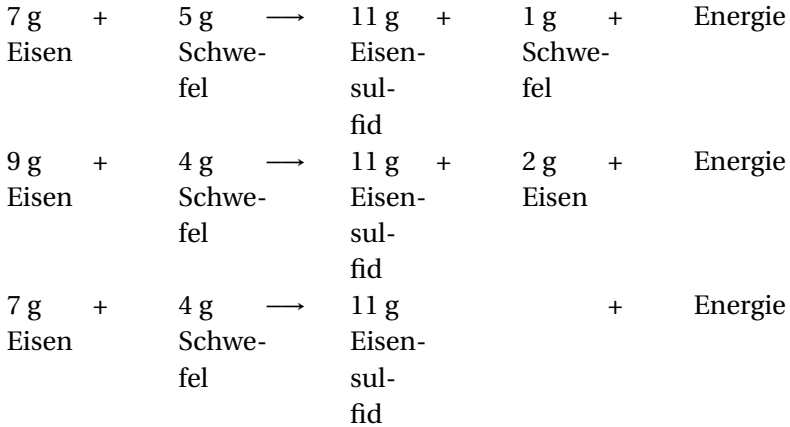 7 g + 5 g ⟶ 11 g + 1 g + Energie
Eisen Schwe- Eisen- Schwe-
fel sul- fel
fid
9 g + 4 g ⟶ 11 g + 2 g + Energie
Eisen Schwe- Eisen- Eisen
fel sul-
fid
7 g + 4 g ⟶ 11 g + Energie
Eisen Schwe- Eisen-
fel sul-
fid